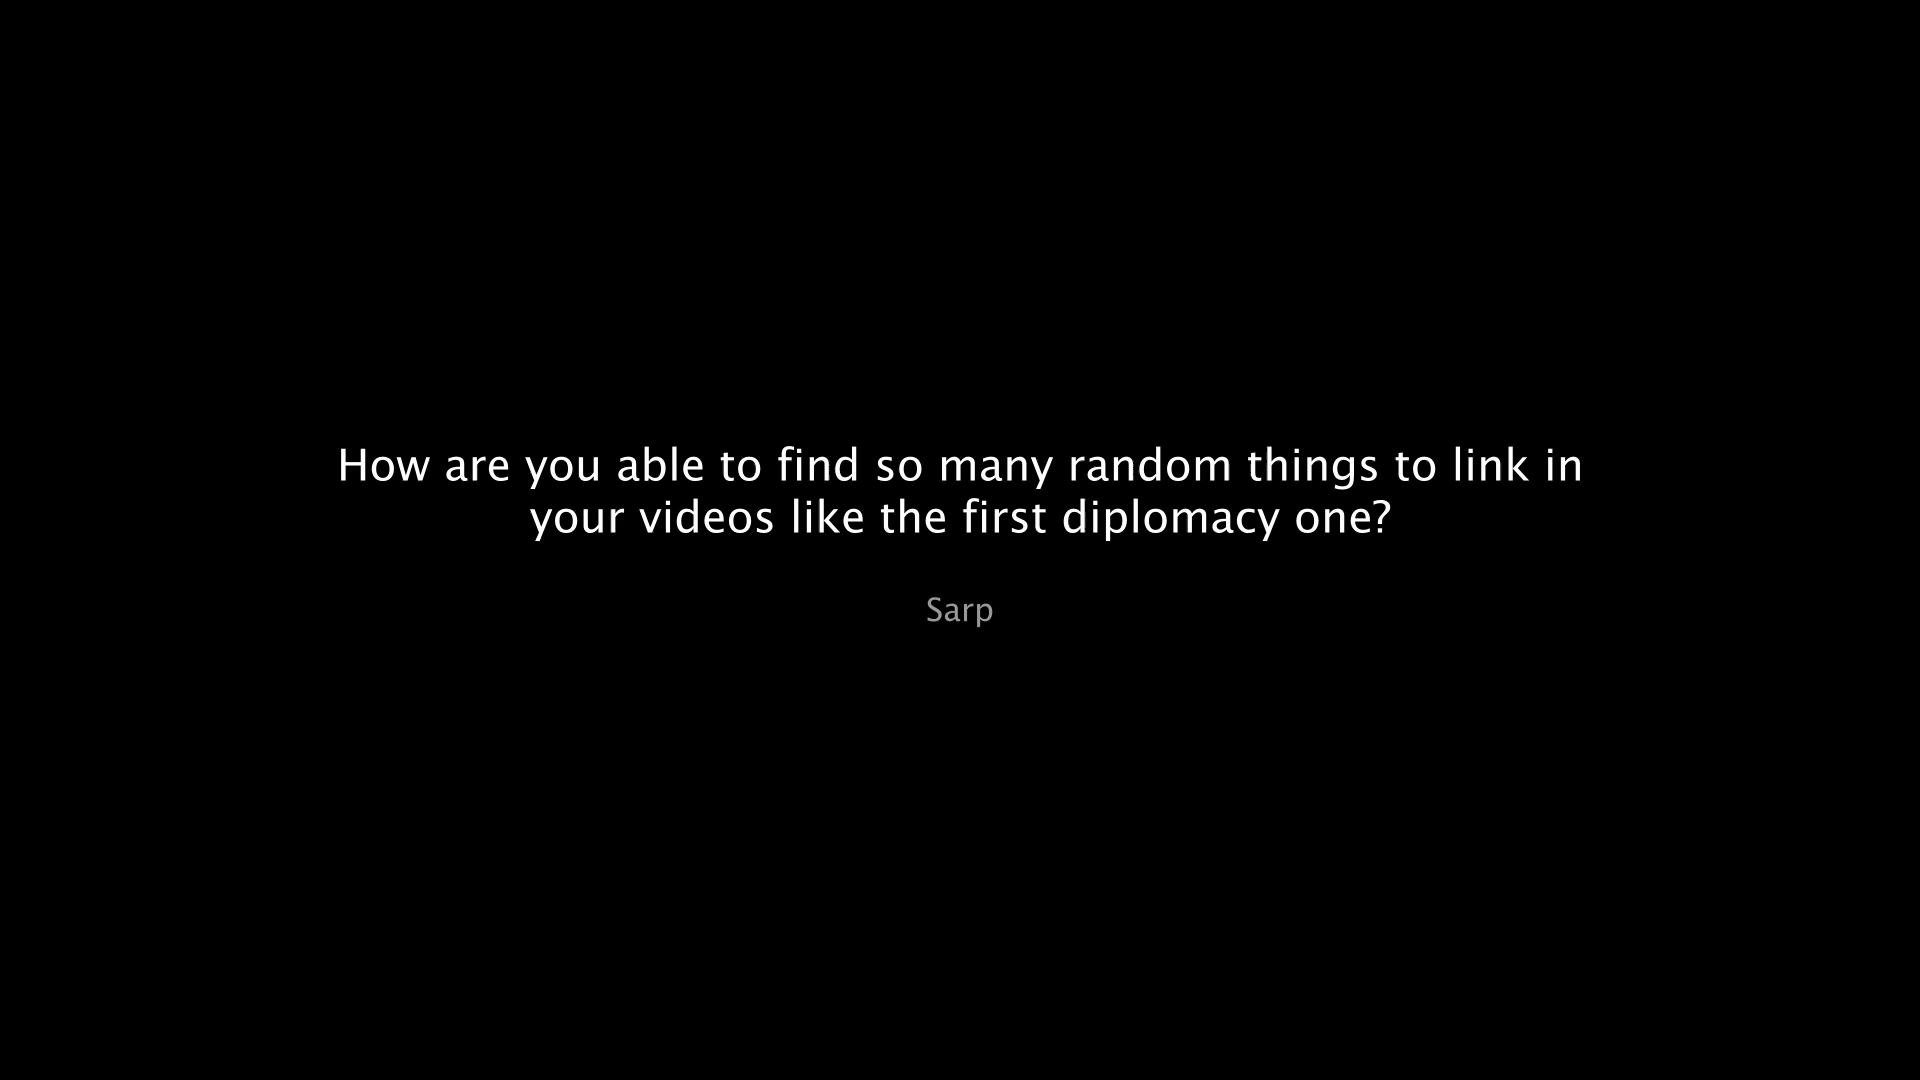 How are you able to find so many random things to link in
your videos like the first diplomacy one?
Sarp